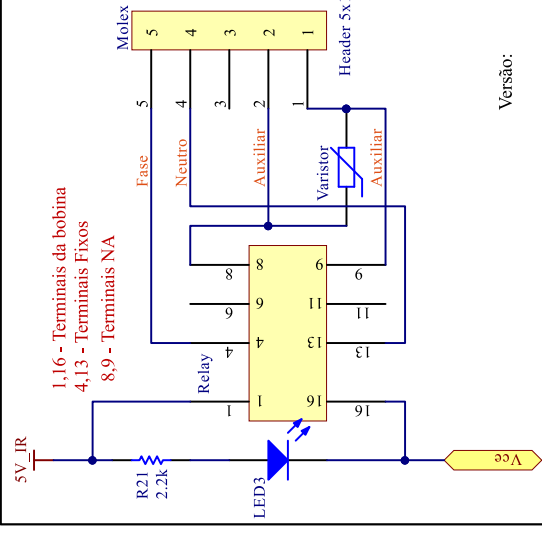 Molex
5 4 3 2 1
Header 5x
5 4 3 2 1
Fase
Neutro
Auxiliar
Varistor
Auxiliar
Versão:
1,16 - Terminais da bobina
4,13 - Terminais Fixos
8,9 - Terminais NA
8 8 9 9
6 6 11 11
4 4 13 13
Relay
1 1 16 16
5V_IR
R21
2.2k
LED3
Vcc